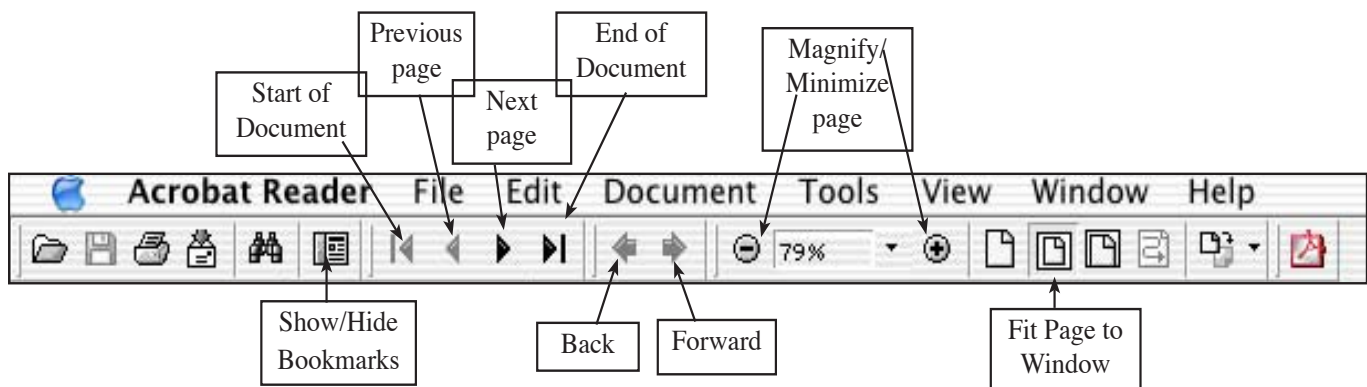 Previous
page
End of
Document
Magnify/
Minimize
page
Start of
Document
Next
page
Acrobat Reader File Edit Document Tools View Window Help
79%
Show/Hide
Bookmarks
Back
Forward
Fit Page to
Window